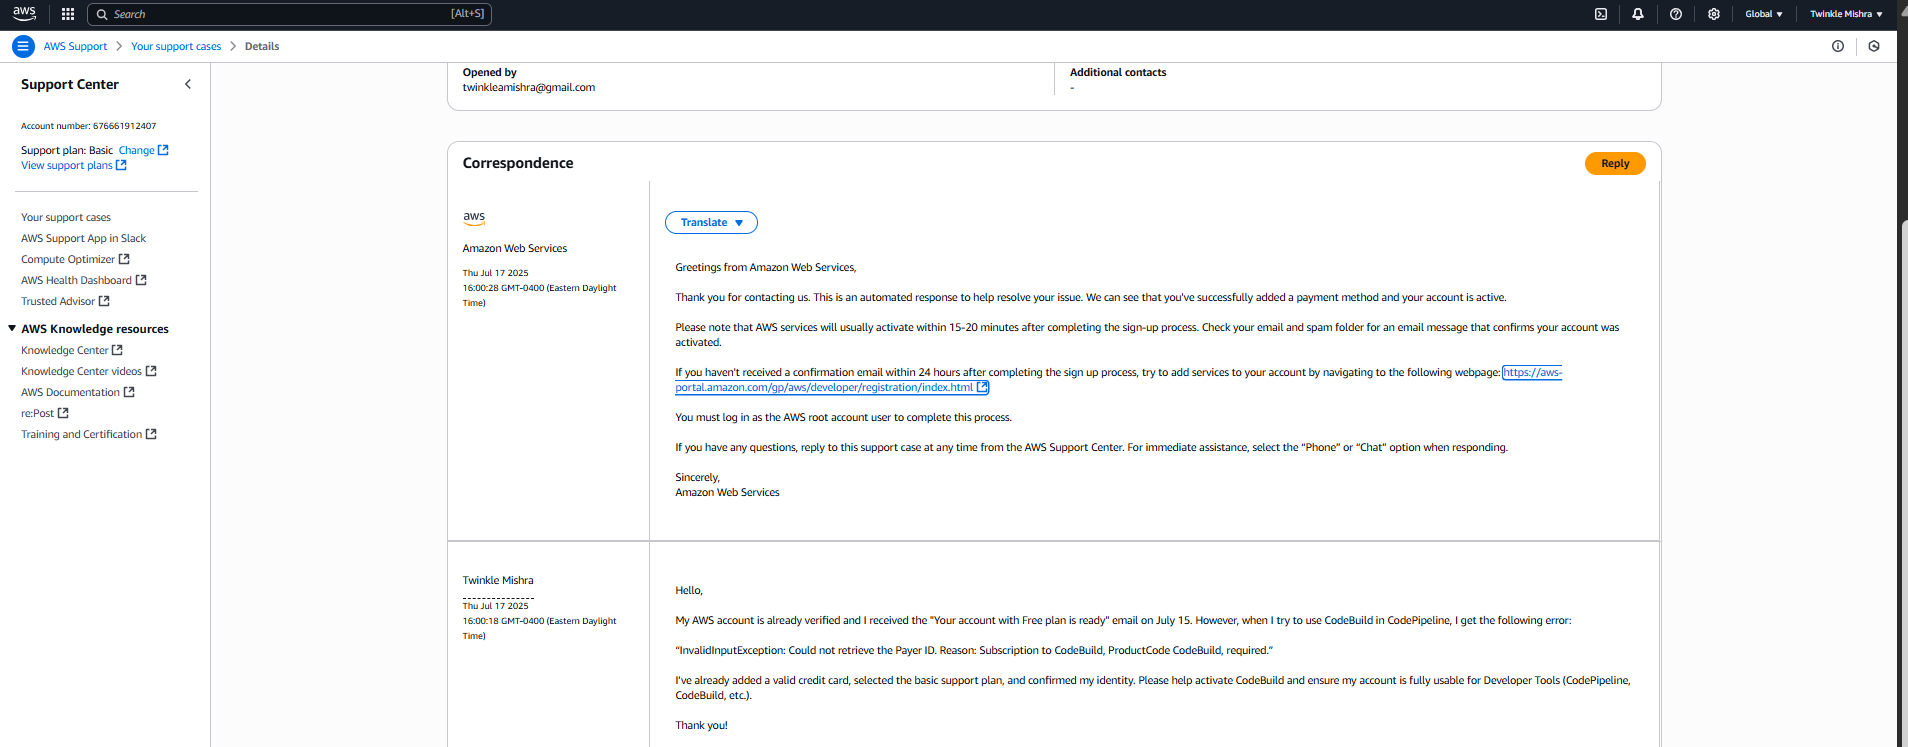 aws
Search
[Alt+S]
Global
Twinkle Mishra
AWS Support
Your support cases
Details
Support Center
Account number: 676661912407
Support plan: Basic Change
View support plans
Your support cases
AWS Support App in Slack
Compute Optimizer
AWS Health Dashboard
Trusted Advisor
AWS Knowledge resources
Knowledge Center
Knowledge Center videos
AWS Documentation
re:Post
Training and Certification
Opened by
twinkleamishra@gmail.com
Additional contacts
-
Correspondence
Reply
aws
Amazon Web Services
Thu Jul 17 2025
16:00:28 GMT-0400 (Eastern Daylight
Time)
Translate
Greetings from Amazon Web Services,
Thank you for contacting us. This is an automated response to help resolve your issue. We can see that you've successfully added a payment method and your account is active.
Please note that AWS services will usually activate within 15-20 minutes after completing the sign-up process. Check your email and spam folder for an email message that confirms your account was
activated.
If you haven't received a confirmation email within 24 hours after completing the sign up process, try to add services to your account by navigating to the following webpage: https://aws-
portal.amazon.com/gp/aws/developer/registration/index.html
You must log in as the AWS root account user to complete this process.
If you have any questions, reply to this support case at any time from the AWS Support Center. For immediate assistance, select the “Phone” or “Chat” option when responding.
Sincerely,
Amazon Web Services
Twinkle Mishra
Thu Jul 17 2025
16:00:18 GMT-0400 (Eastern Daylight
Time)
Hello,
My AWS account is already verified and I received the "Your account with Free plan is ready" email on July 15. However, when I try to use CodeBuild in CodePipeline, I get the following error:
“InvalidInputException: Could not retrieve the Payer ID. Reason: Subscription to CodeBuild, ProductCode CodeBuild, required.”
I've already added a valid credit card, selected the basic support plan, and confirmed my identity. Please help activate CodeBuild and ensure my account is fully usable for Developer Tools (CodePipeline,
CodeBuild, etc.).
Thank you!